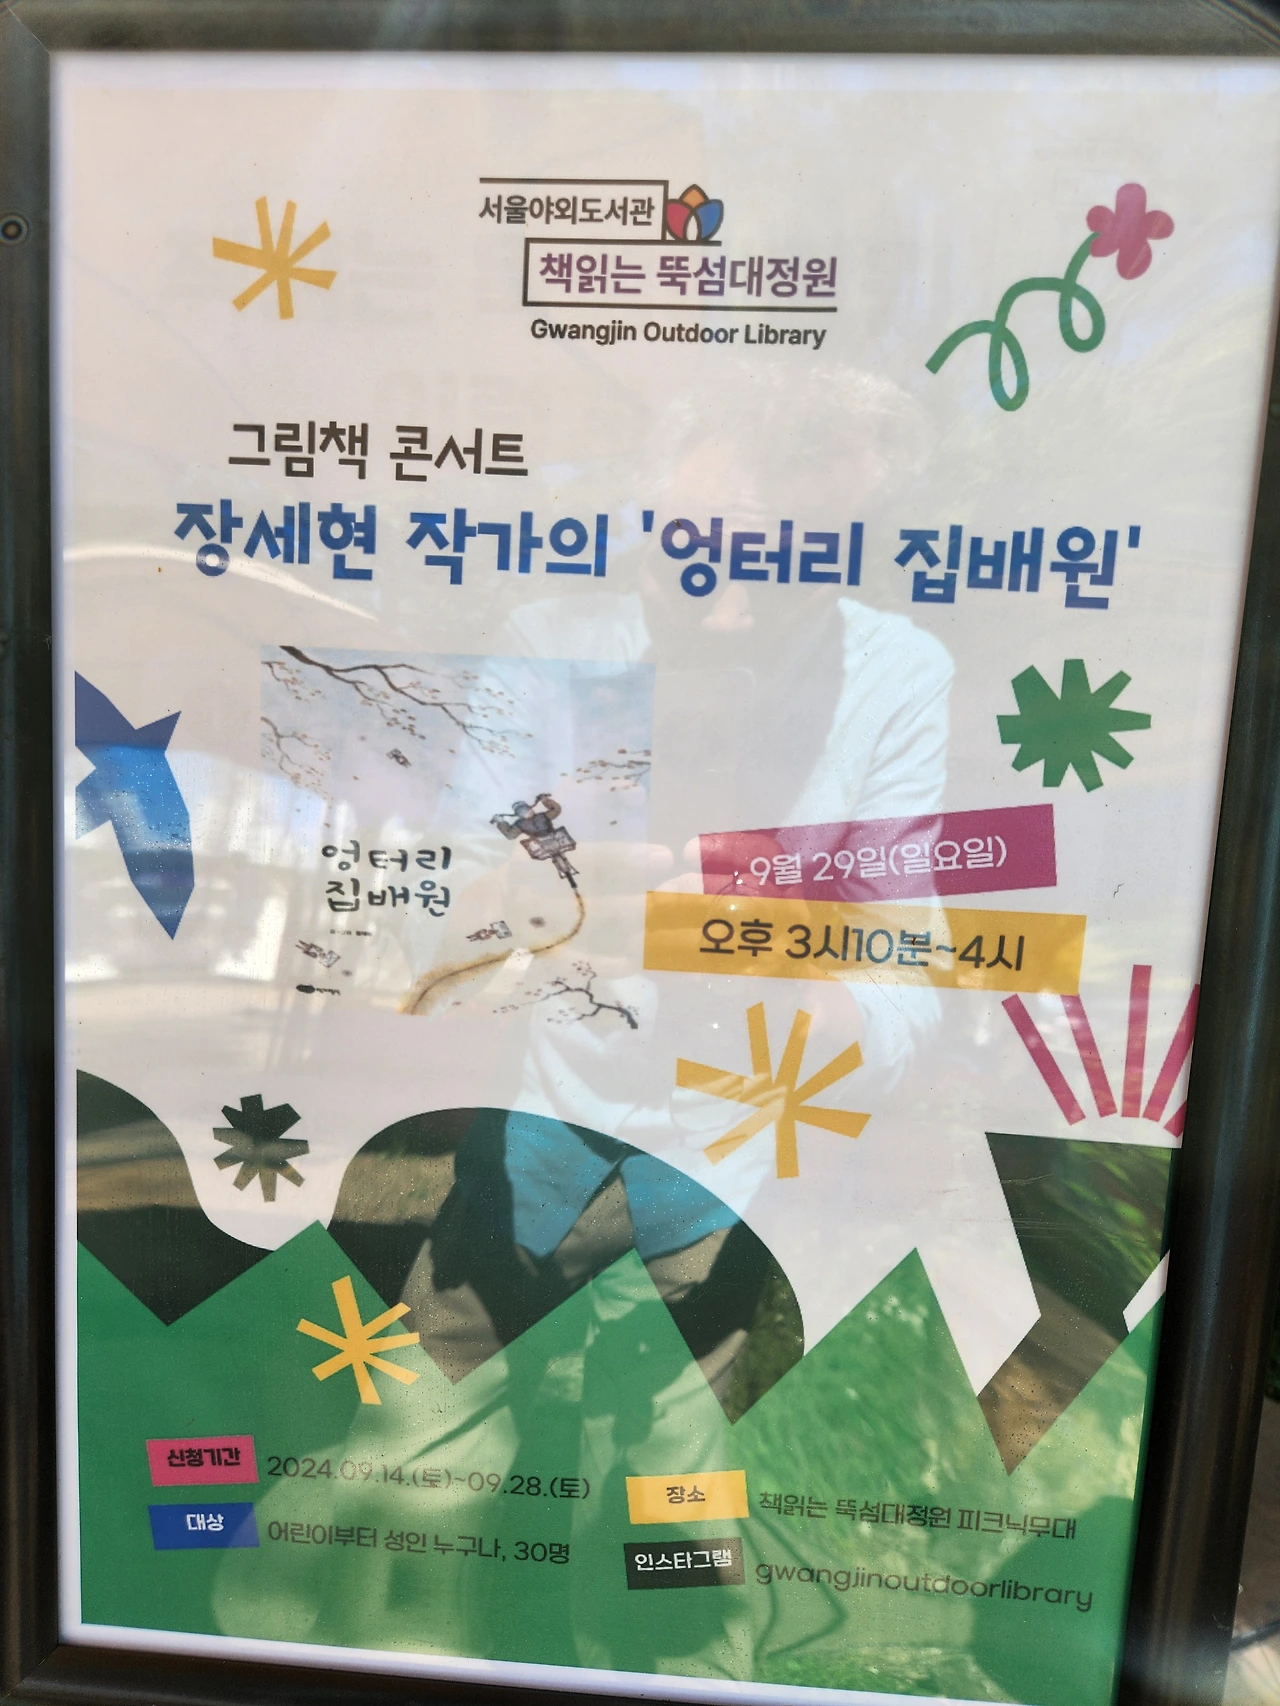 서울야외도서관
책읽는 뚝섬대정원
Gwangjin Outdoor Library
그림책 콘서트
장세현 작가의 '엉터리 집배원'
엉터리
집배원
9월 29일(일요일)
오후 3시10분~4시
신청기간 2024.09.14.(토)~09.28.(토)
대상 어린이부터 성인 누구나, 30명
장소 책읽는 뚝섬대정원 피크닉무대
인스타그램 gwangjinoutdoorlibrary